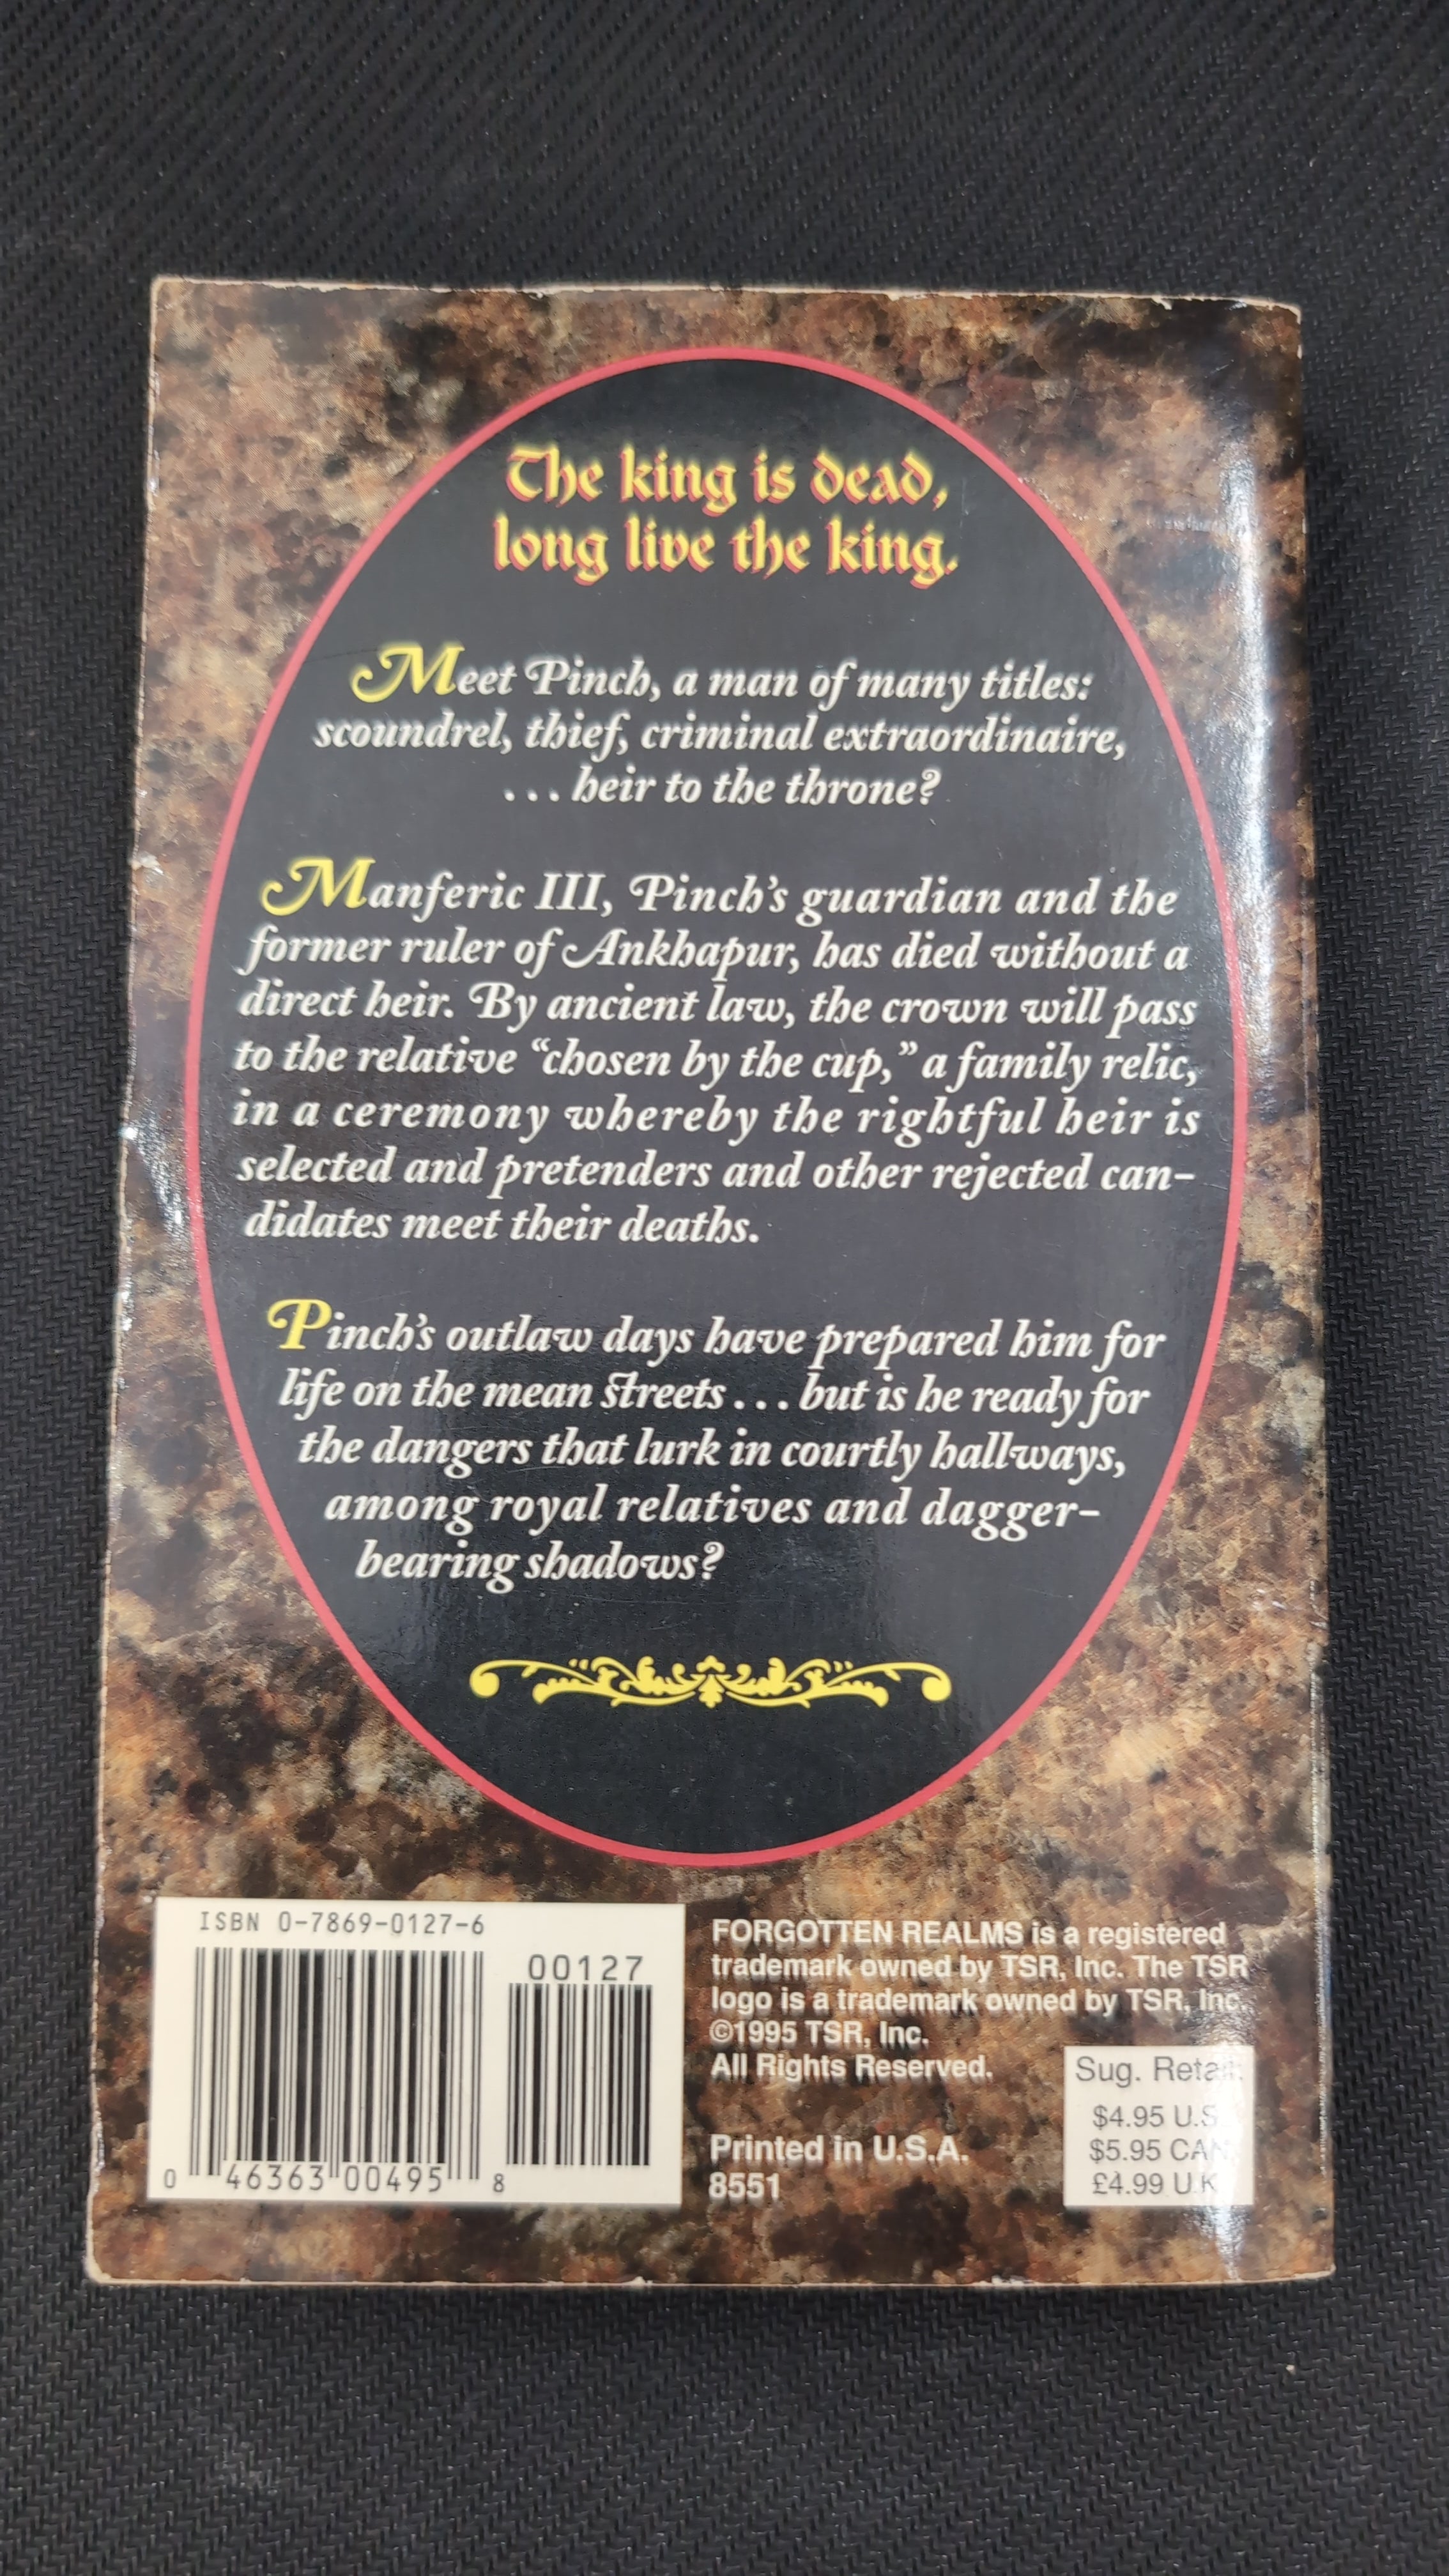 The king is dead,
long live the king.
Meet Pinch, a man of many titles:
scoundrel, thief, criminal extraordinaire,
... heir to the throne?
Manferic III, Pinch's guardian and the
former ruler of Ankhapur, has died without a
direct heir. By ancient law, the crown will pass
to the relative “chosen by the cup,” a family relic,
in a ceremony whereby the rightful heir is
selected and pretenders and other rejected can-
didates meet their deaths.
Pinch's outlaw days have prepared him for
life on the mean streets ... but is he ready for
the dangers that lurk in courtly hallways,
among royal relatives and dagger-
bearing shadows?
ISBN 0-7869-0127-6
00127
0 46363 00495 8
FORGOTTEN REALMS is a registered
trademark owned by TSR, Inc. The TSR
logo is a trademark owned by TSR, Inc.
©1995 TSR, Inc.
All Rights Reserved.
Printed in U.S.A.
8551
Sug. Retail:
$4.95 U.S.
$5.95 CAN.
£4.99 U.K.